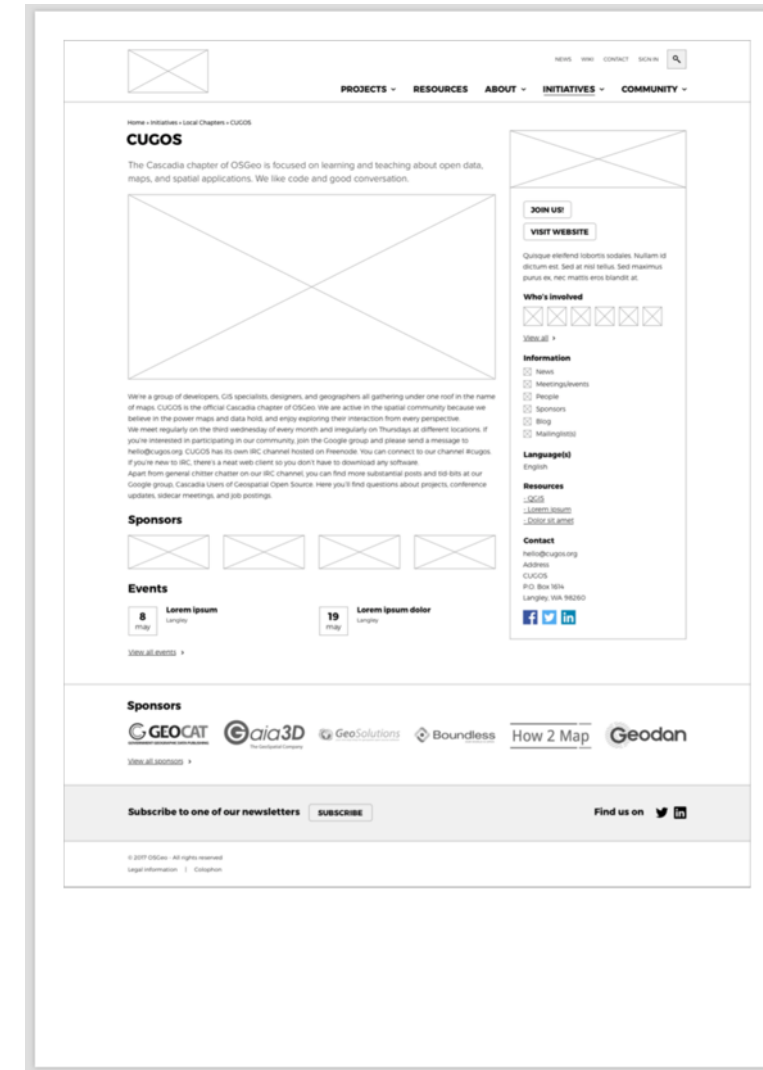 NEWS WIKI CONTACT SIGN IN
PROJECTS RESOURCES ABOUT INITIATIVES COMMUNITY
Home » Initiatives » Local Chapters » CUGOS
CUGOS
The Cascadia chapter of OSGeo is focused on learning and teaching about open data,
maps, and spatial applications. We like code and good conversation.
We're a group of developers, GIS specialists, designers, and geographers all gathering under one roof in the name
of maps. CUGOS is the official Cascadia chapter of OSGeo. We are active in the spatial community because we
believe in the power maps and data hold, and enjoy exploring their interaction from every perspective.
We meet regularly on the third wednesday of every month and irregularly on Thursdays at different locations. If
you're interested in participating in our community, join the Google group and please send a message to
hello@cugos.org. CUGOS has its own IRC channel hosted on Freenode. You can connect to our channel #cugos.
If you're new to IRC, there's a neat web client so you don't have to download any software.
Apart from general chitter chatter on our IRC channel, you can find more substantial posts and tid-bits at our
Google group, Cascadia Users of Geospatial Open Source. Here you'll find questions about projects, conference
updates, sidecar meetings, and job postings.
Sponsors
Events
8
may
Lorem ipsum
Langley
19
may
Lorem ipsum dolor
Langley
View all events
JOIN US!
VISIT WEBSITE
Quisque eleifend lobortis sodales. Nullam id
dictum est. Sed at nisl tellus. Sed maximus
purus ex, nec mattis eros blandit at.
Who's involved
View all
Information
News
Meetings/events
People
Sponsors
Blog
Mailinglist(s)
Language(s)
English
Resources
- QGIS
- Lorem ipsum
- Dolor sit amet
Contact
hello@cugos.org
Address
CUGOS
P.O. Box 1614
Langley, WA 98260
Sponsors
GEOCAT Gaia3D GeoSolutions Boundless How 2 Map Geodan
The GeoSpatial Company
View all sponsors
Subscribe to one of our newsletters SUBSCRIBE Find us on
© 2017 OSGeo - All rights reserved
Legal information | Colophon